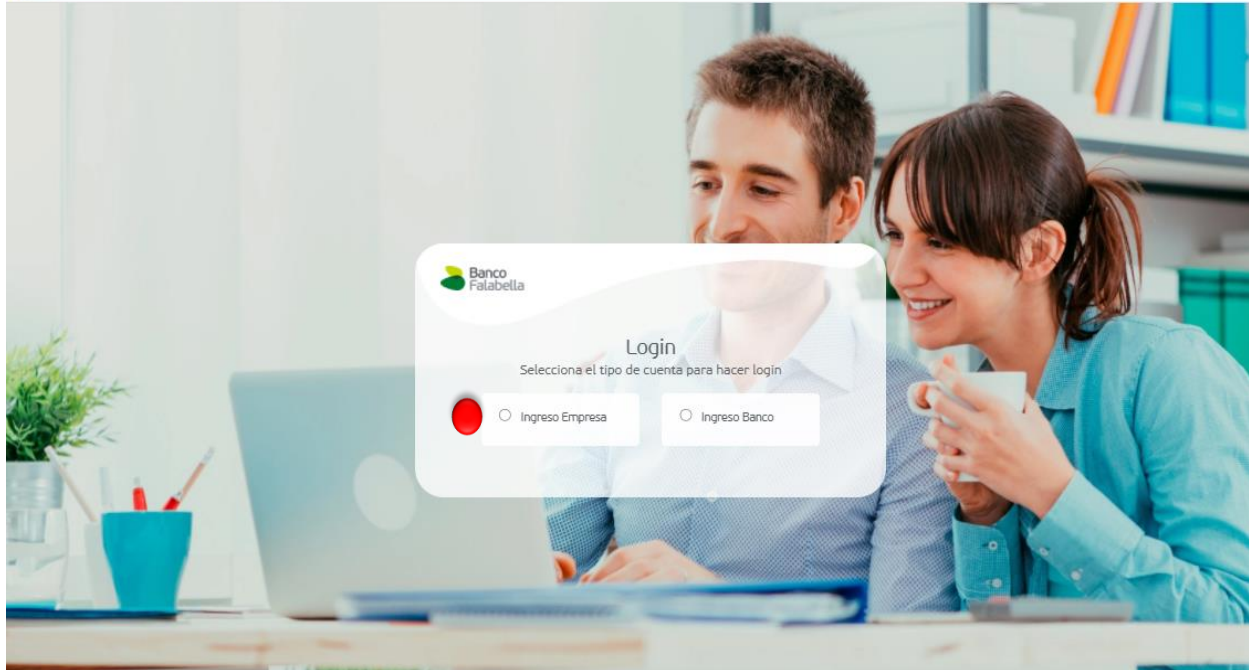 Banco
Falabella
Login
Selecciona el tipo de cuenta para hacer login
Ingreso Empresa
Ingreso Banco